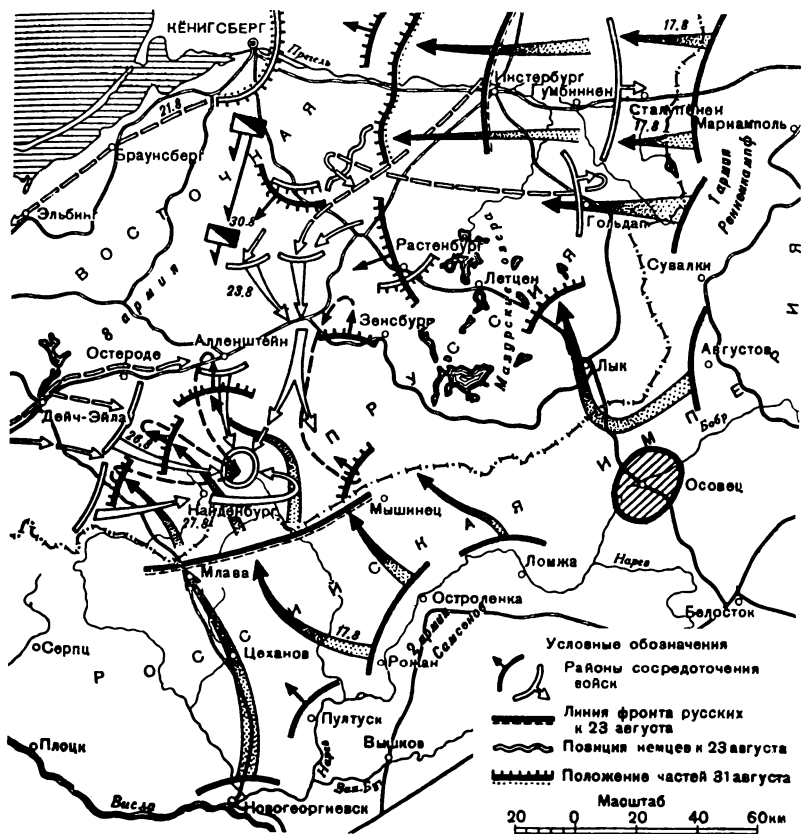 КЁНИГСБЕРГ
Прегель
17.8
Инстербург
Гумбиннен
Сталупенен
17.8
Мариамполь
21.8
Браунсберг
1 армия
Ренненкампф
Эльбинг
30.8
Гольдап
ВОСТОЧНАЯ
Растенбург
Летцен
Сувалки
23.8
8 армия
Мазурские озера
Зенсбург
Алленштейн
Остероде
Лык
Августов
ПРУССИЯ
Дейч-Эйла
26.8
Бобр
Осовец
Найденбург
27.8
Мышинец
Млава
Ломжа
Нарев
Остроленка
Белосток
2 армия
Самсонов
17.8
Серпц
Цеханов
Рожан
РОССИЙСКАЯ
ИМПЕРИЯ
Пултуск
Плоцк
Нарев
Вышков
Зап. Буг
Висла
Новогеоргиевск
Условные обозначения
Районы сосредоточения
войск
Линия фронта русских
к 23 августа
Позиция немцев к 23 августа
Положение частей 31 августа
Масштаб
20 0 20 40 60 км